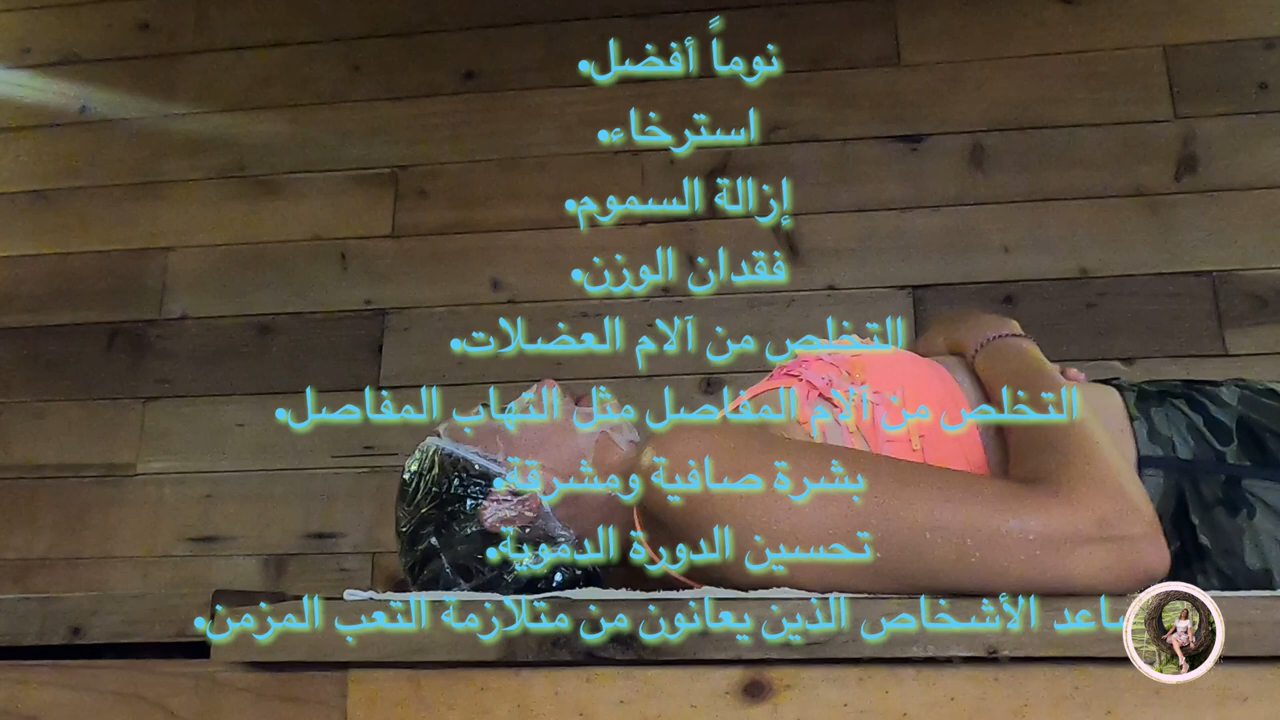 نوماً أفضل.
استرخاء.
إزالة السموم.
فقدان الوزن.
التخلص من آلام العضلات.
التخلص من آلام المفاصل مثل التهاب المفاصل.
بشرة صافية ومشرقة.
تحسين الدورة الدموية.
الأشخاص الذين يعانون من متلازمة التعب المزمن.